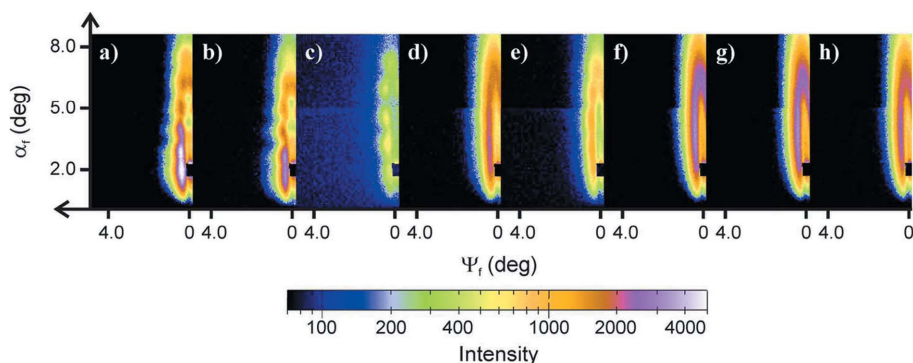 8.0
5.0
2.0
αf (deg)
a) b) c) d) e) f) g) h)
4.0 0 4.0 0 4.0 0 4.0 0 4.0 0 4.0 0 4.0 0 4.0 0
Ψf (deg)
100 200 400 1000 2000 4000
Intensity